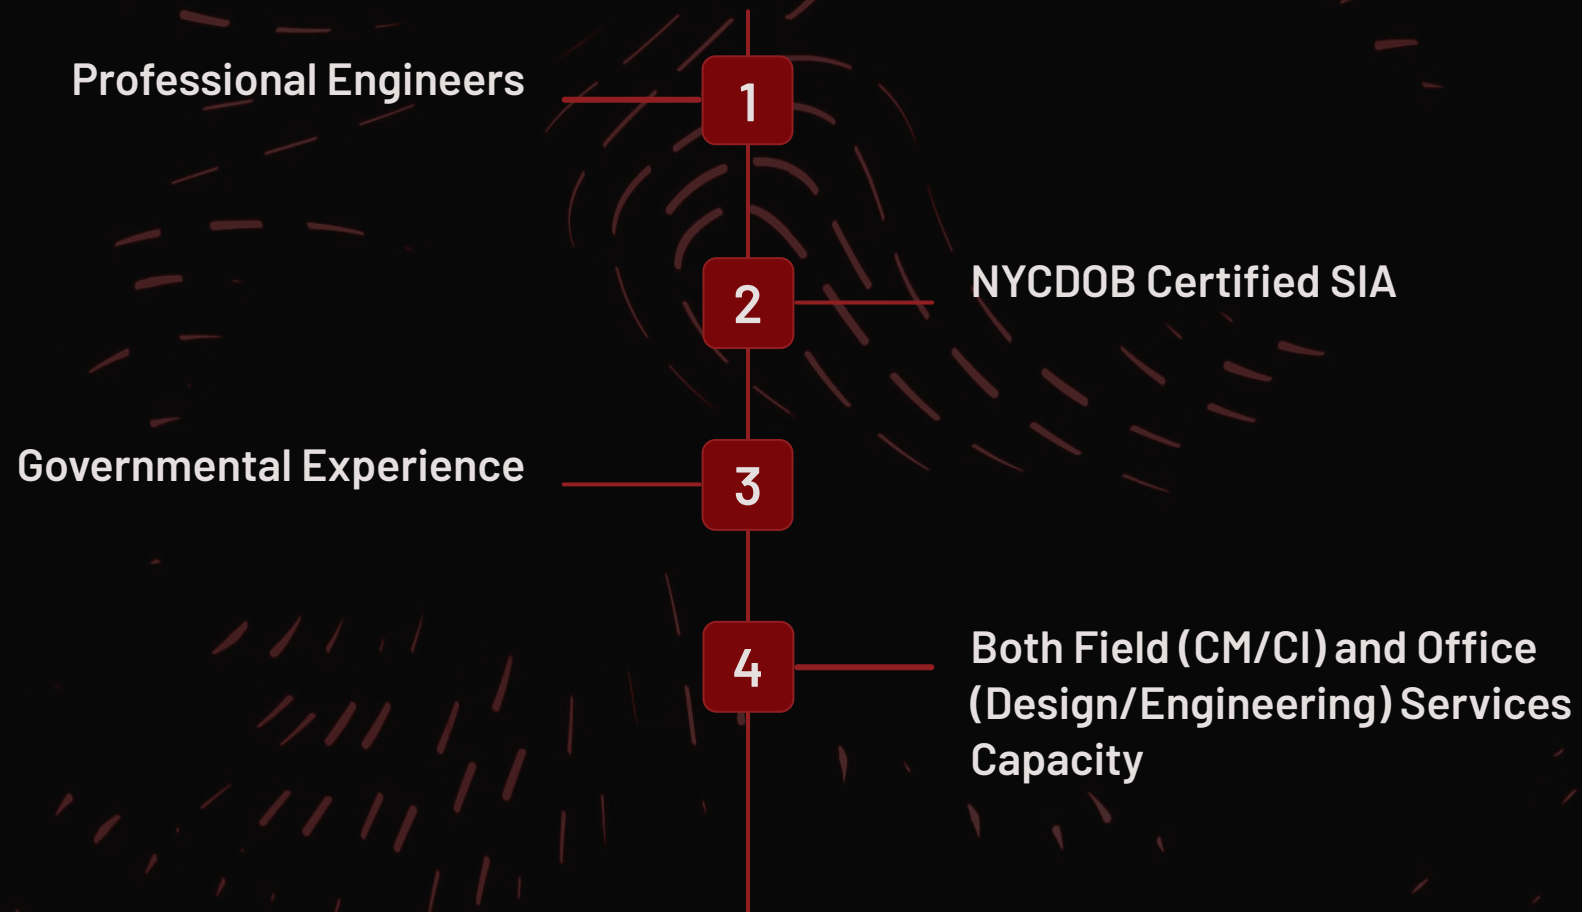 Professional Engineers
1
2
NYCDOB Certified SIA
Governmental Experience
3
4
Both Field (CM/CI) and Office
(Design/Engineering) Services
Capacity